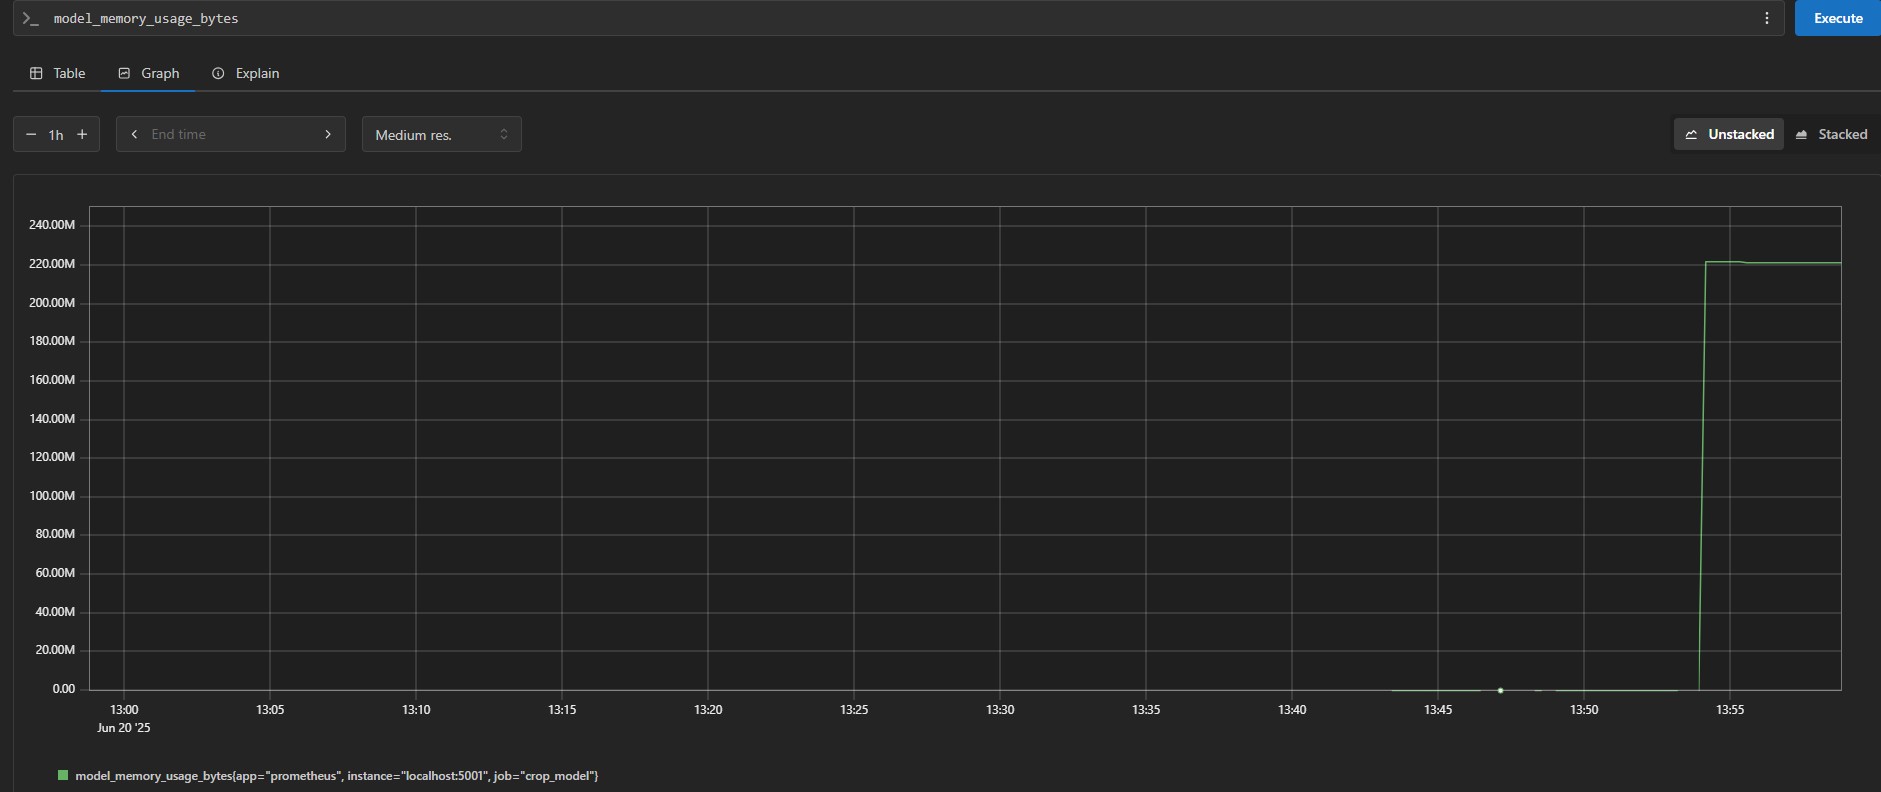 model_memory_usage_bytes
Execute
Table Graph Explain
1h End time Medium res. Unstacked Stacked
240.00M
220.00M
200.00M
180.00M
160.00M
140.00M
120.00M
100.00M
80.00M
60.00M
40.00M
20.00M
0.00
13:00 13:05 13:10 13:15 13:20 13:25 13:30 13:35 13:40 13:45 13:50 13:55
Jun 20 '25
model_memory_usage_bytes{app="prometheus", instance="localhost:5001", job="crop_model"}